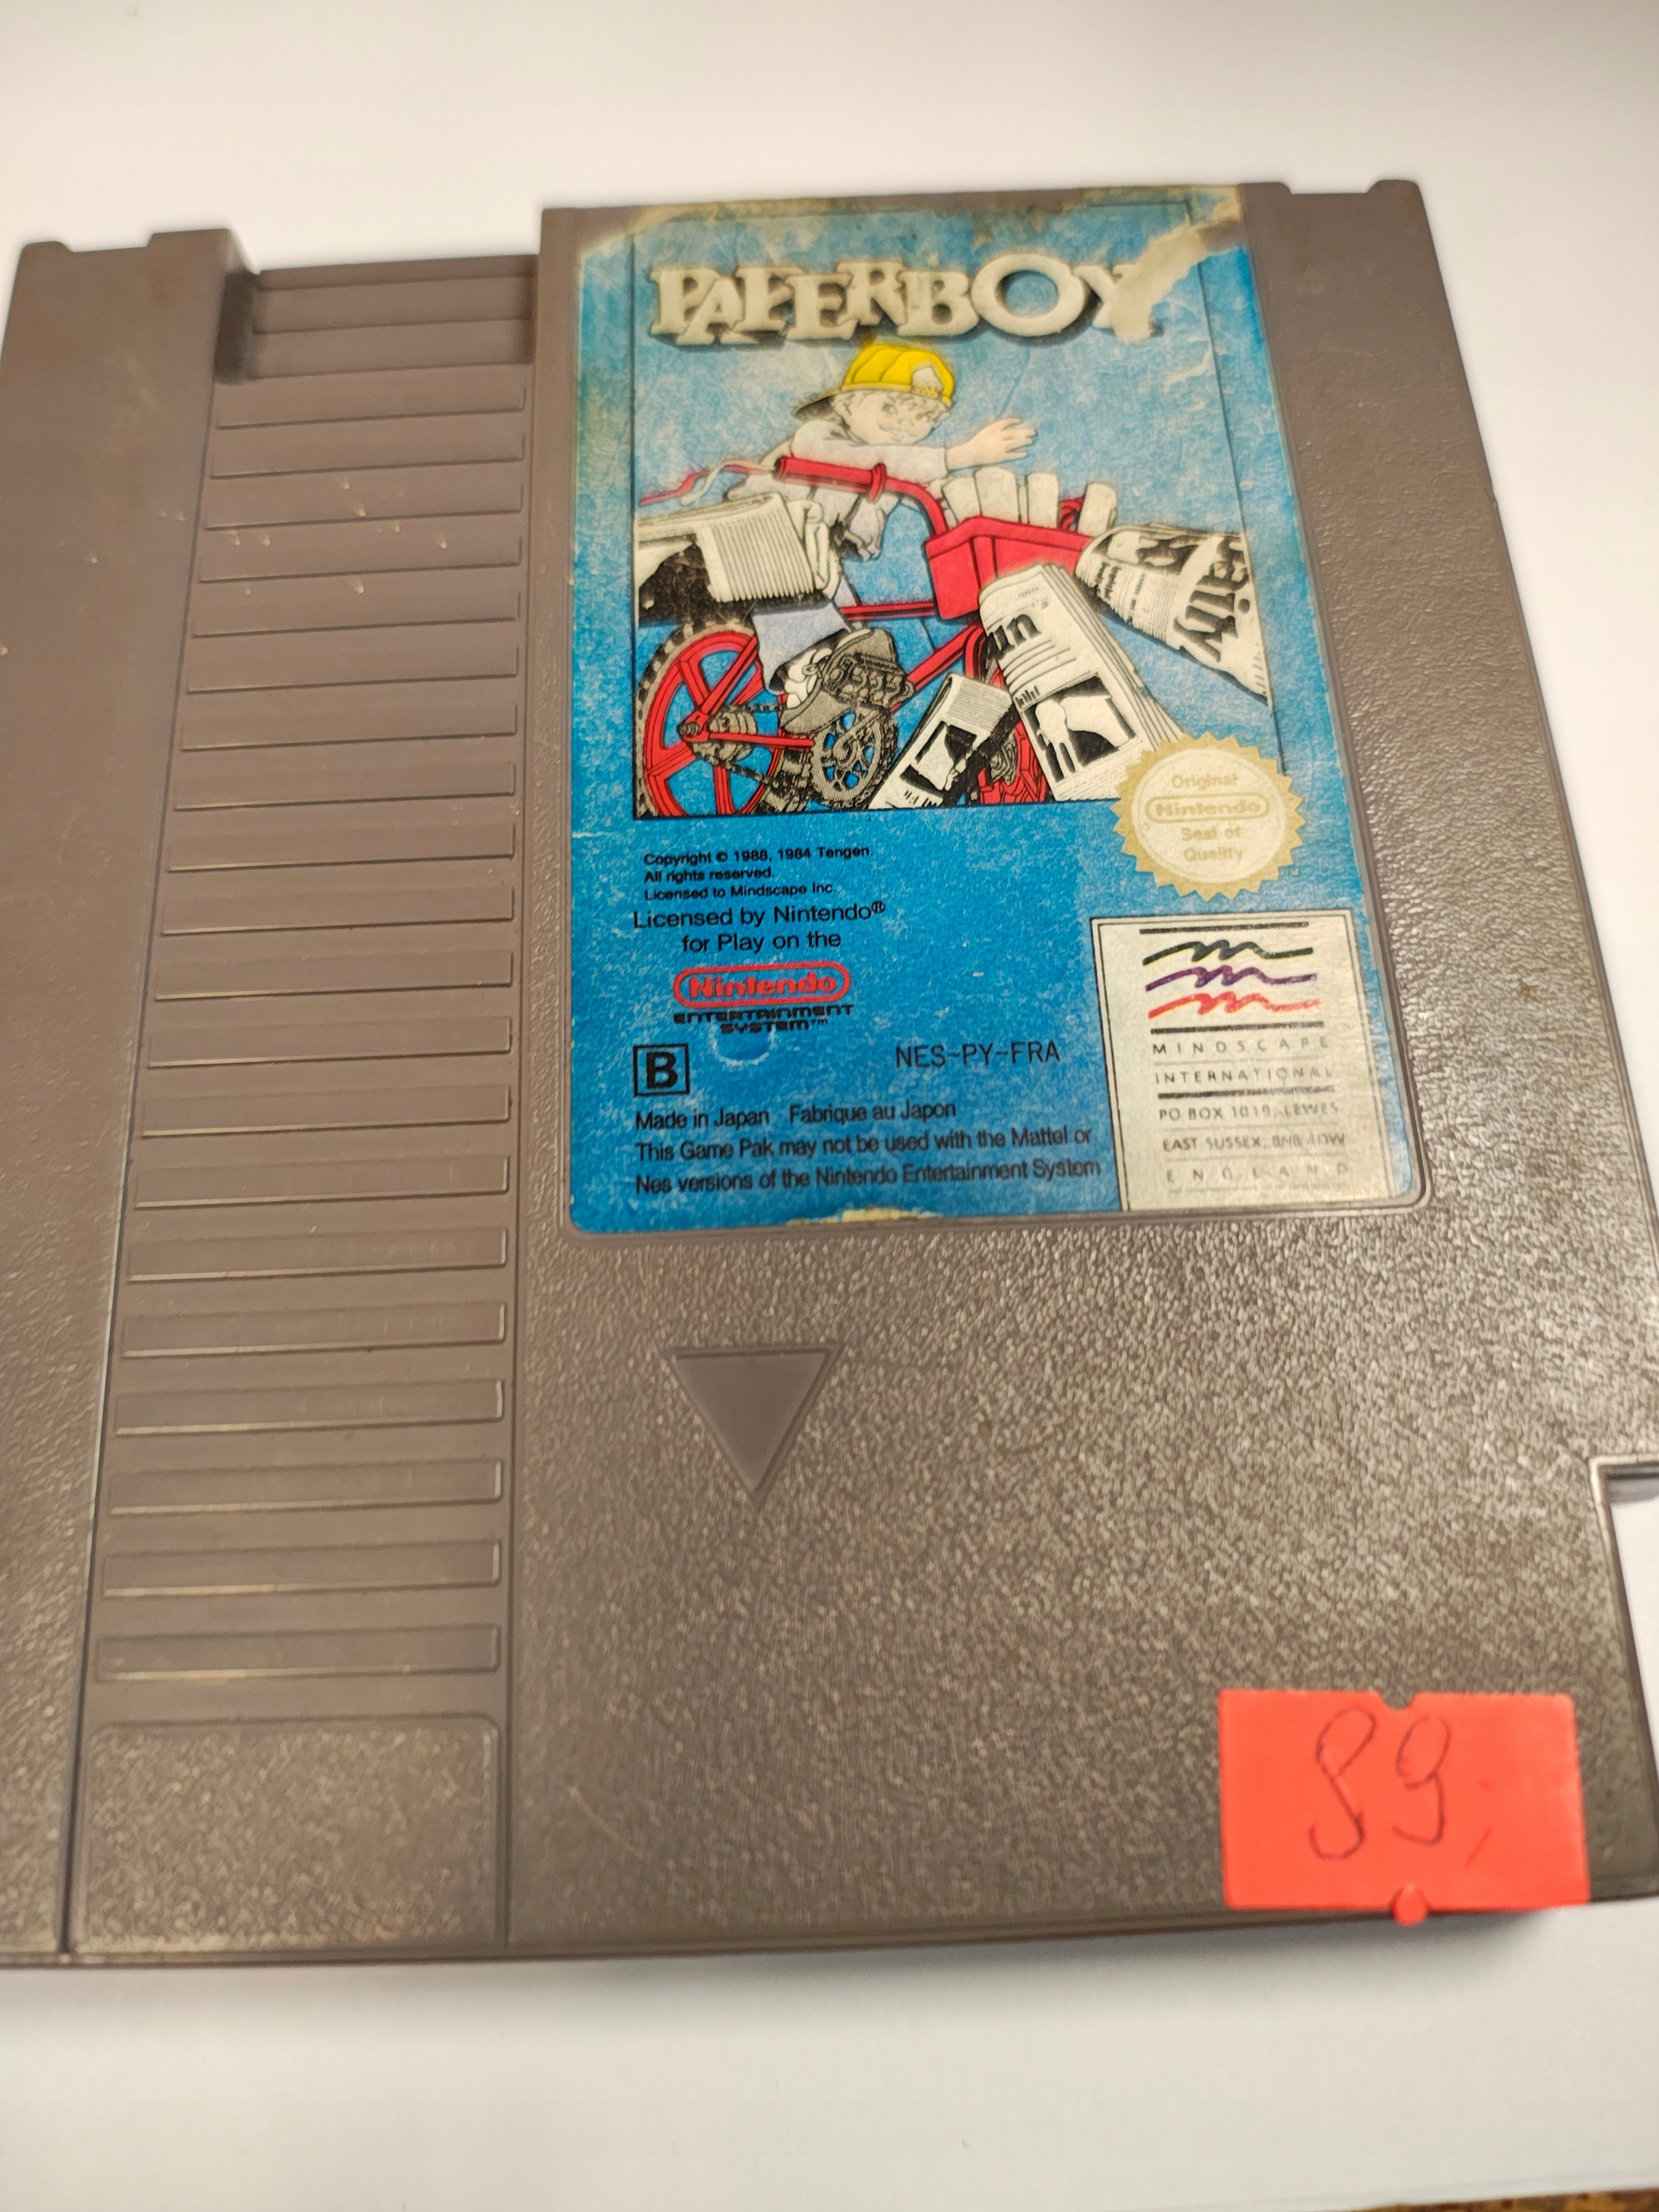 PAPERBOY
aily
un
Original
Nintendo
Seal of
Quality
Copyright © 1988, 1984 Tengen.
All rights reserved.
Licensed to Mindscape Inc.
Licensed by Nintendo®
for Play on the
Nintendo
ENTERTAINMENT
SYSTEM™
B
NES-PY-FRA
Made in Japan Fabrique au Japon
This Game Pak may not be used with the Mattel or
Nes versions of the Nintendo Entertainment System
MINDSCAPE
INTERNATIONAL
PO BOX 1019, LEWES
EAST SUSSEX,
ENGLAND
89,